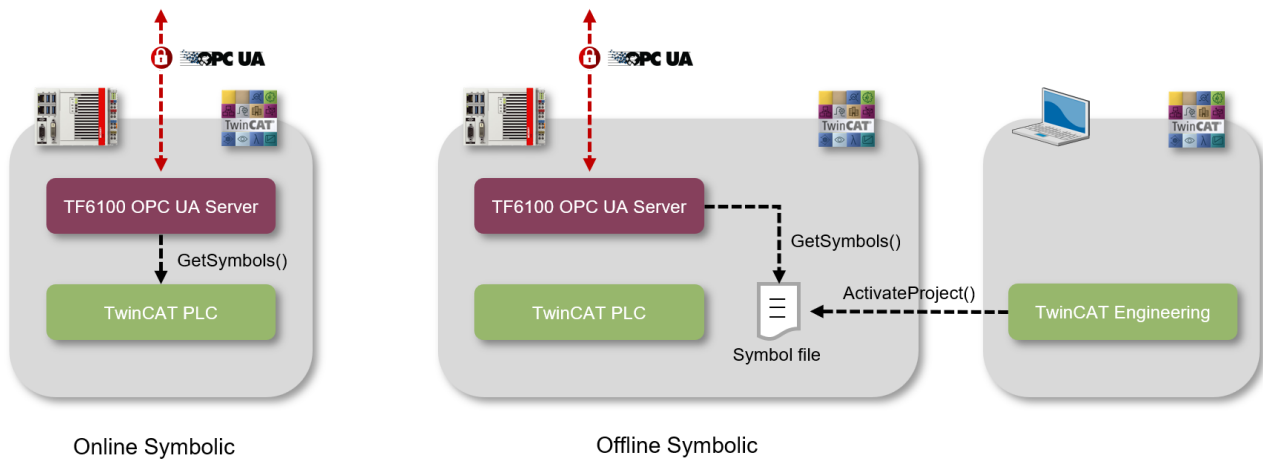 OPC UA
OPC UA
TwinCAT®
TwinCAT®
TwinCAT®
TF6100 OPC UA Server
GetSymbols()
TwinCAT PLC
TF6100 OPC UA Server
GetSymbols()
TwinCAT PLC
Symbol file
ActivateProject()
TwinCAT Engineering
Online Symbolic
Offline Symbolic